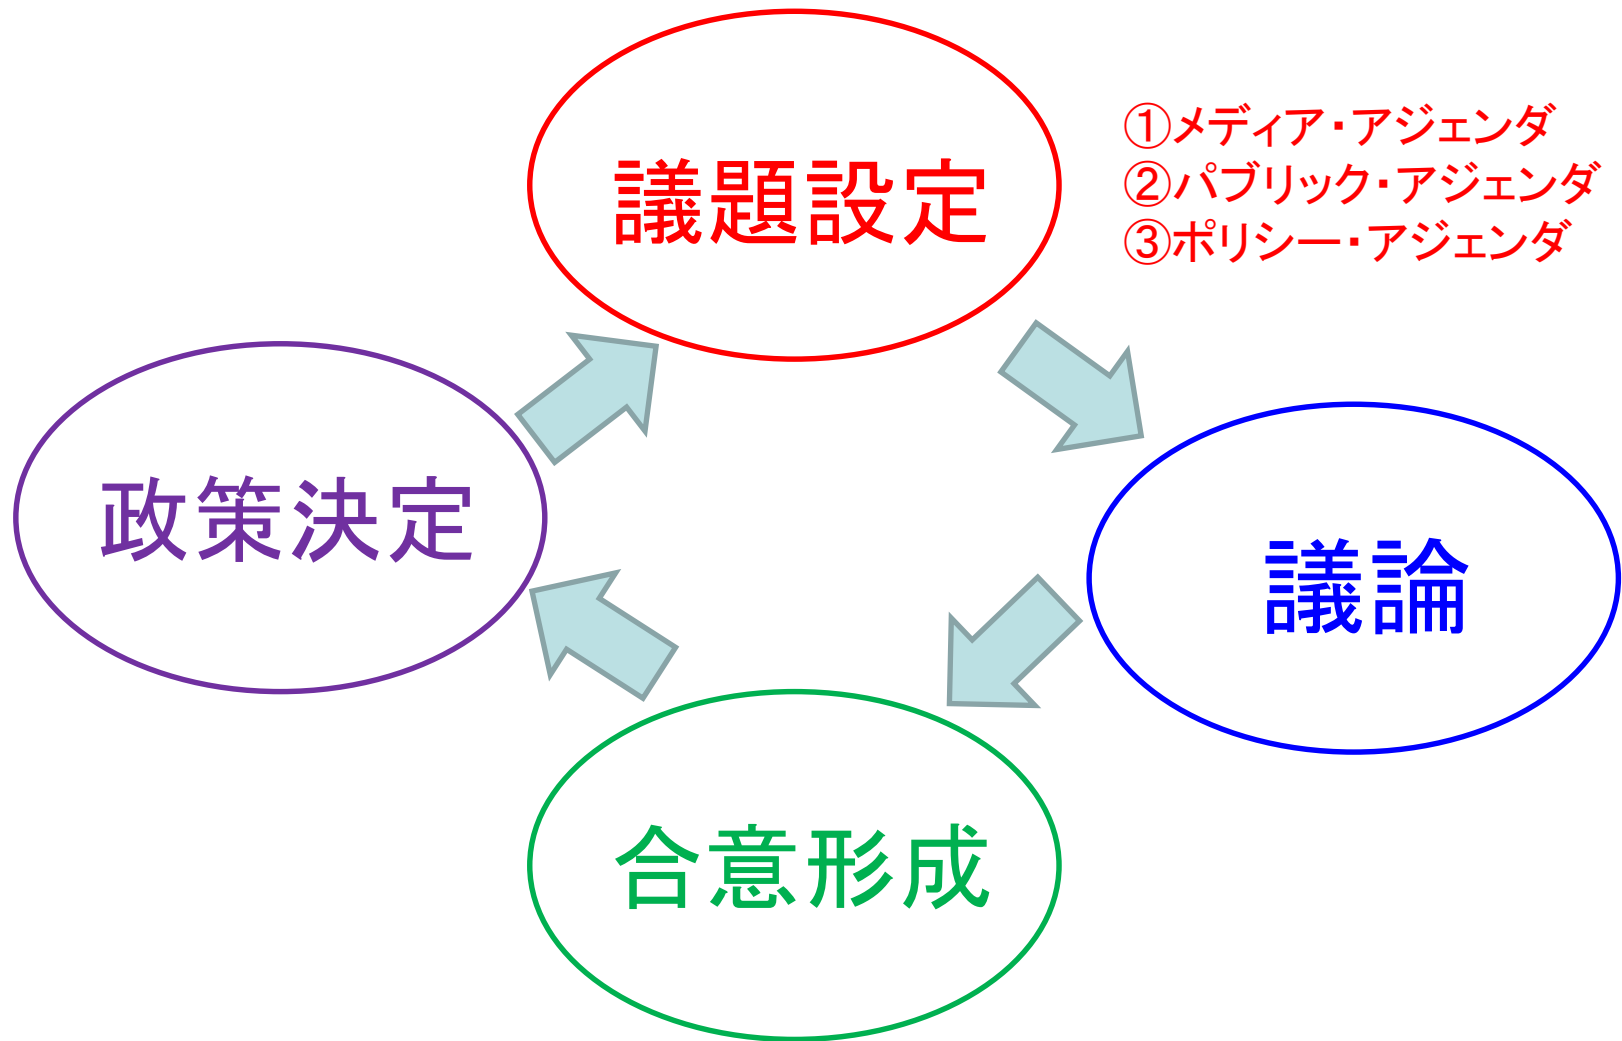 議題設定
①メディア・アジェンダ
②パブリック・アジェンダ
③ポリシー・アジェンダ
政策決定
議論
合意形成